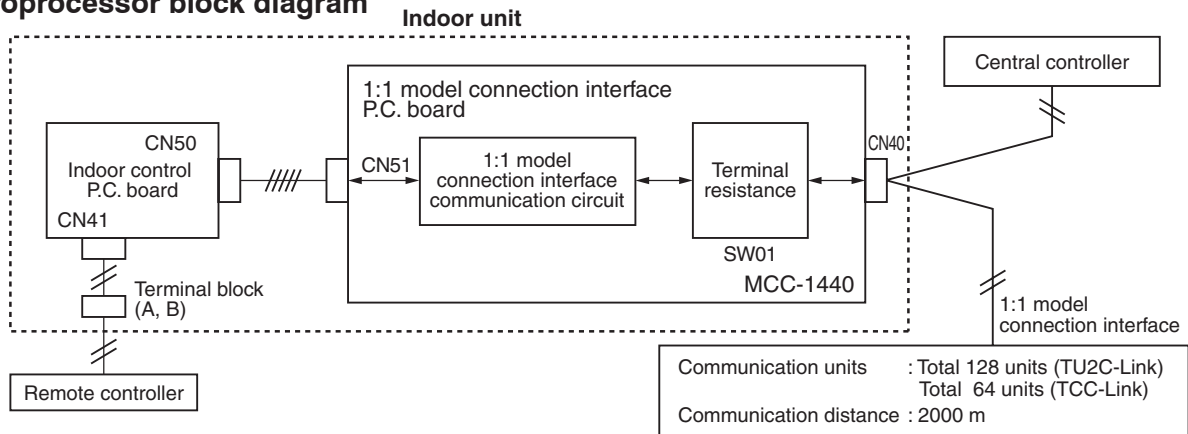 oprocessor block diagram
Indoor unit
Central controller
1:1 model connection interface
P.C. board
CN50
Indoor control
P.C. board
CN41
CN51
1:1 model
connection interface
communication circuit
Terminal
resistance
CN40
SW01
MCC-1440
Terminal block
(A, B)
1:1 model
connection interface
Remote controller
Communication units : Total 128 units (TU2C-Link)
Total 64 units (TCC-Link)
Communication distance : 2000 m